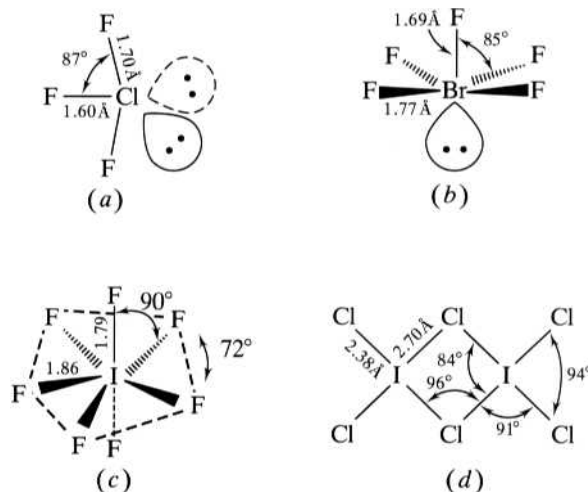 F
87°
1.70Å
F
Cl
1.60Å
F
(a)
F
1.69Å
85°
F
F
F
Br
F
1.77Å
(b)
F
90°
F
F
1.79
72°
1.86
I
F
F
F
F
(c)
Cl
Cl
Cl
2.70Å
2.38Å
84°
94°
I
I
96°
91°
Cl
Cl
Cl
(d)